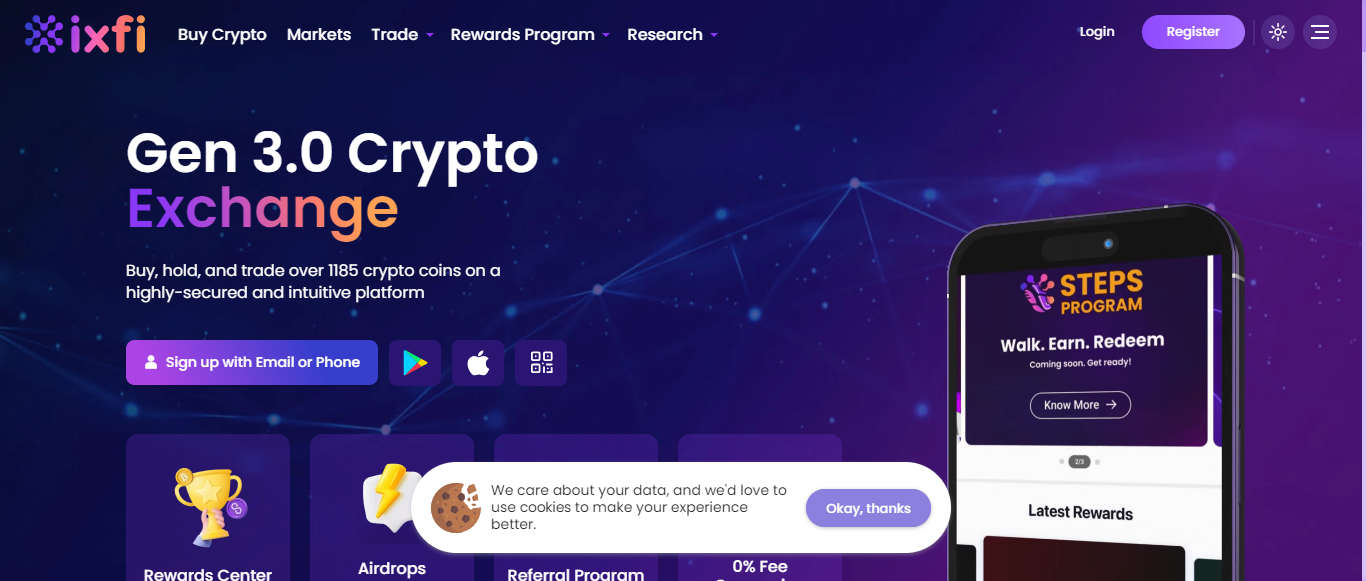 ixfi
Buy Crypto
Markets
Trade
Rewards Program
Research
Login
Register
Gen 3.0 Crypto
Exchange
Buy, hold, and trade over 1185 crypto coins on a
highly-secured and intuitive platform
Sign up with Email or Phone
STEPS
PROGRAM
Walk. Earn. Redeem
Coming soon. Get ready!
Know More
2/3
Latest Rewards
Rewards Center
Airdrops
Referral Program
0% Fee
We care about your data, and we'd love to
use cookies to make your experience
better.
Okay, thanks